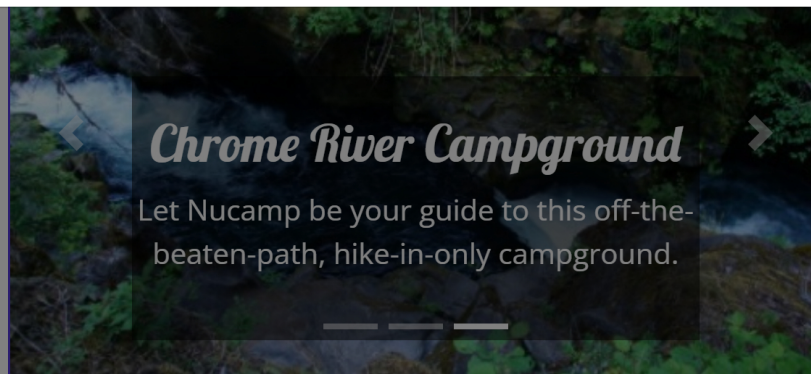 Chrome River Campground
Let Nucamp be your guide to this off-the-
beaten-path, hike-in-only campground.